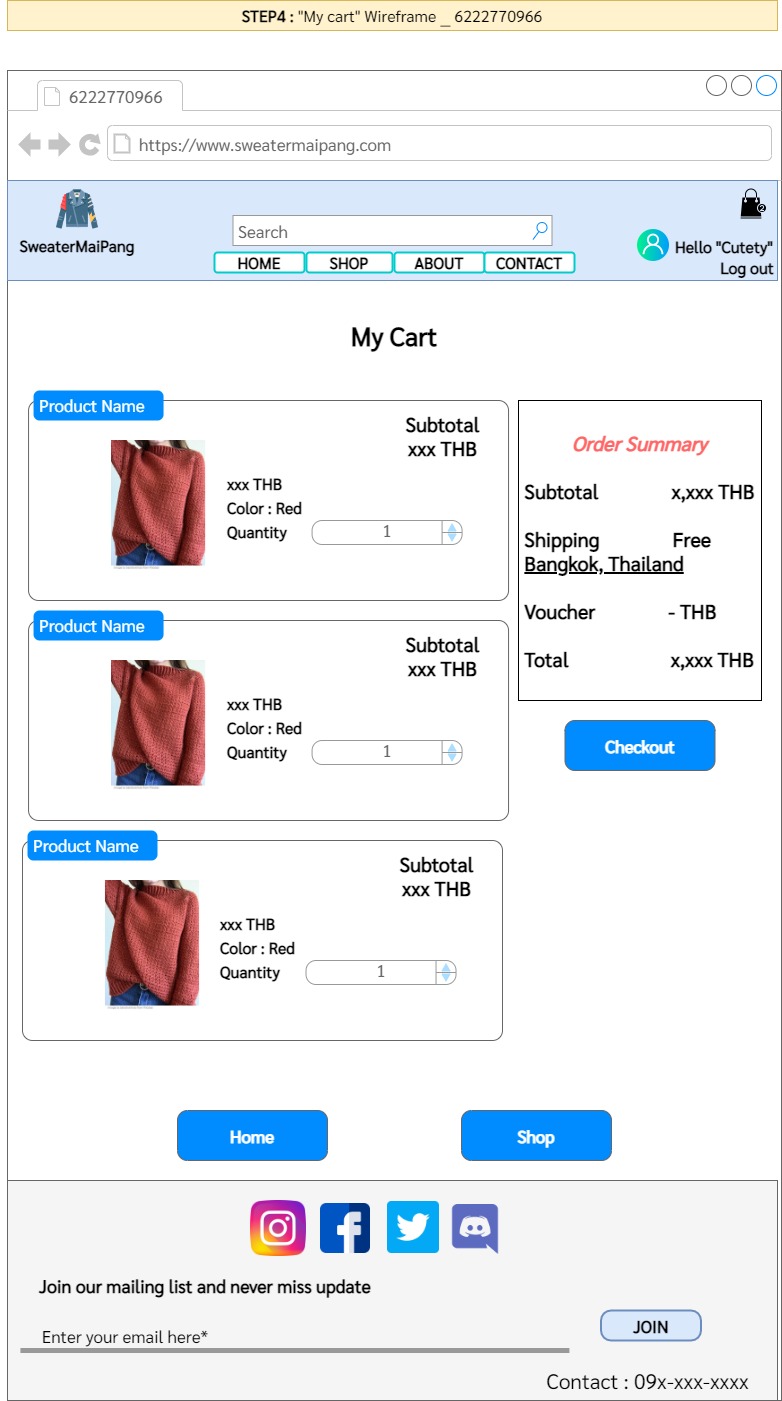 STEP4 : "My cart" Wireframe _ 6222770966
6222770966
https://www.sweatermaipang.com
SweaterMaiPang
Search
2
HOME
SHOP
ABOUT
CONTACT
Hello "Cutety"
Log out
My Cart
Product Name
Subtotal
xxx THB
xxx THB
Color : Red
Quantity
1
Product Name
Subtotal
xxx THB
xxx THB
Color : Red
Quantity
1
Product Name
Subtotal
xxx THB
xxx THB
Color : Red
Quantity
1
Order Summary
Subtotal x,xxx THB
Shipping Free
Bangkok, Thailand
Voucher - THB
Total x,xxx THB
Checkout
Home
Shop
Join our mailing list and never miss update
Enter your email here*
JOIN
Contact : 09x-xxx-xxxx